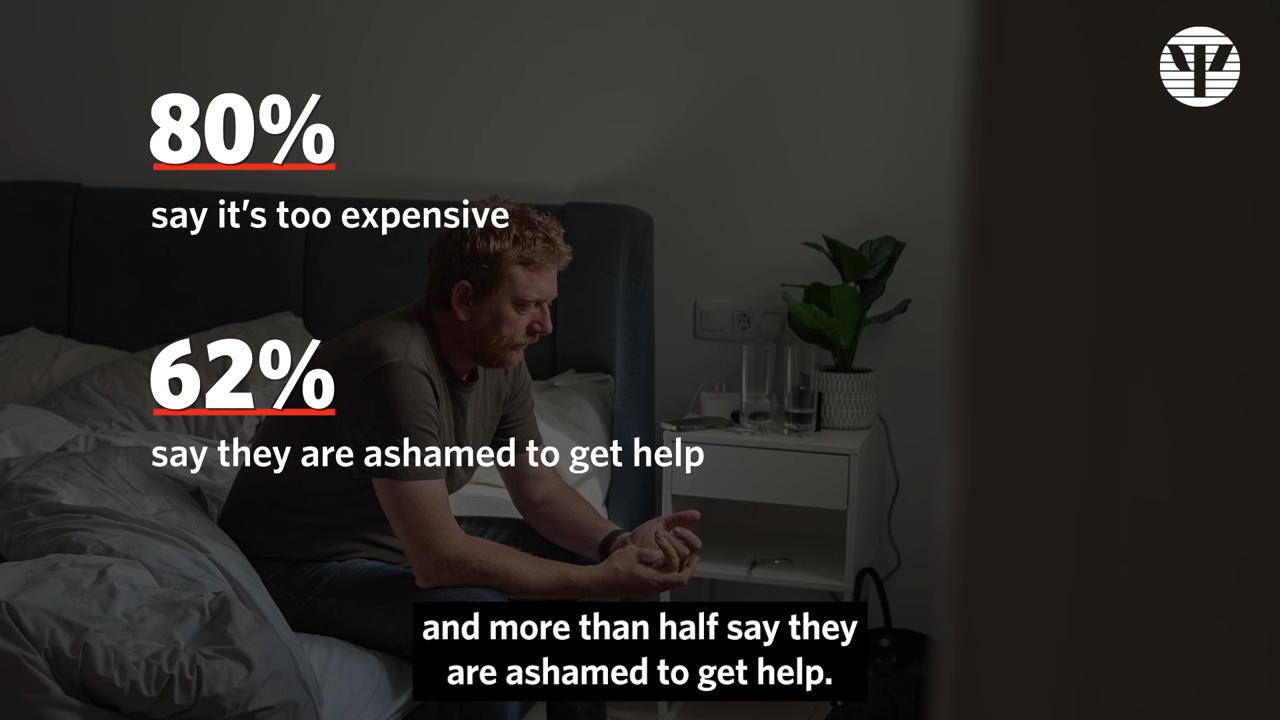 80%
say it's too expensive
62%
say they are ashamed to get help
and more than half say they
are ashamed to get help.